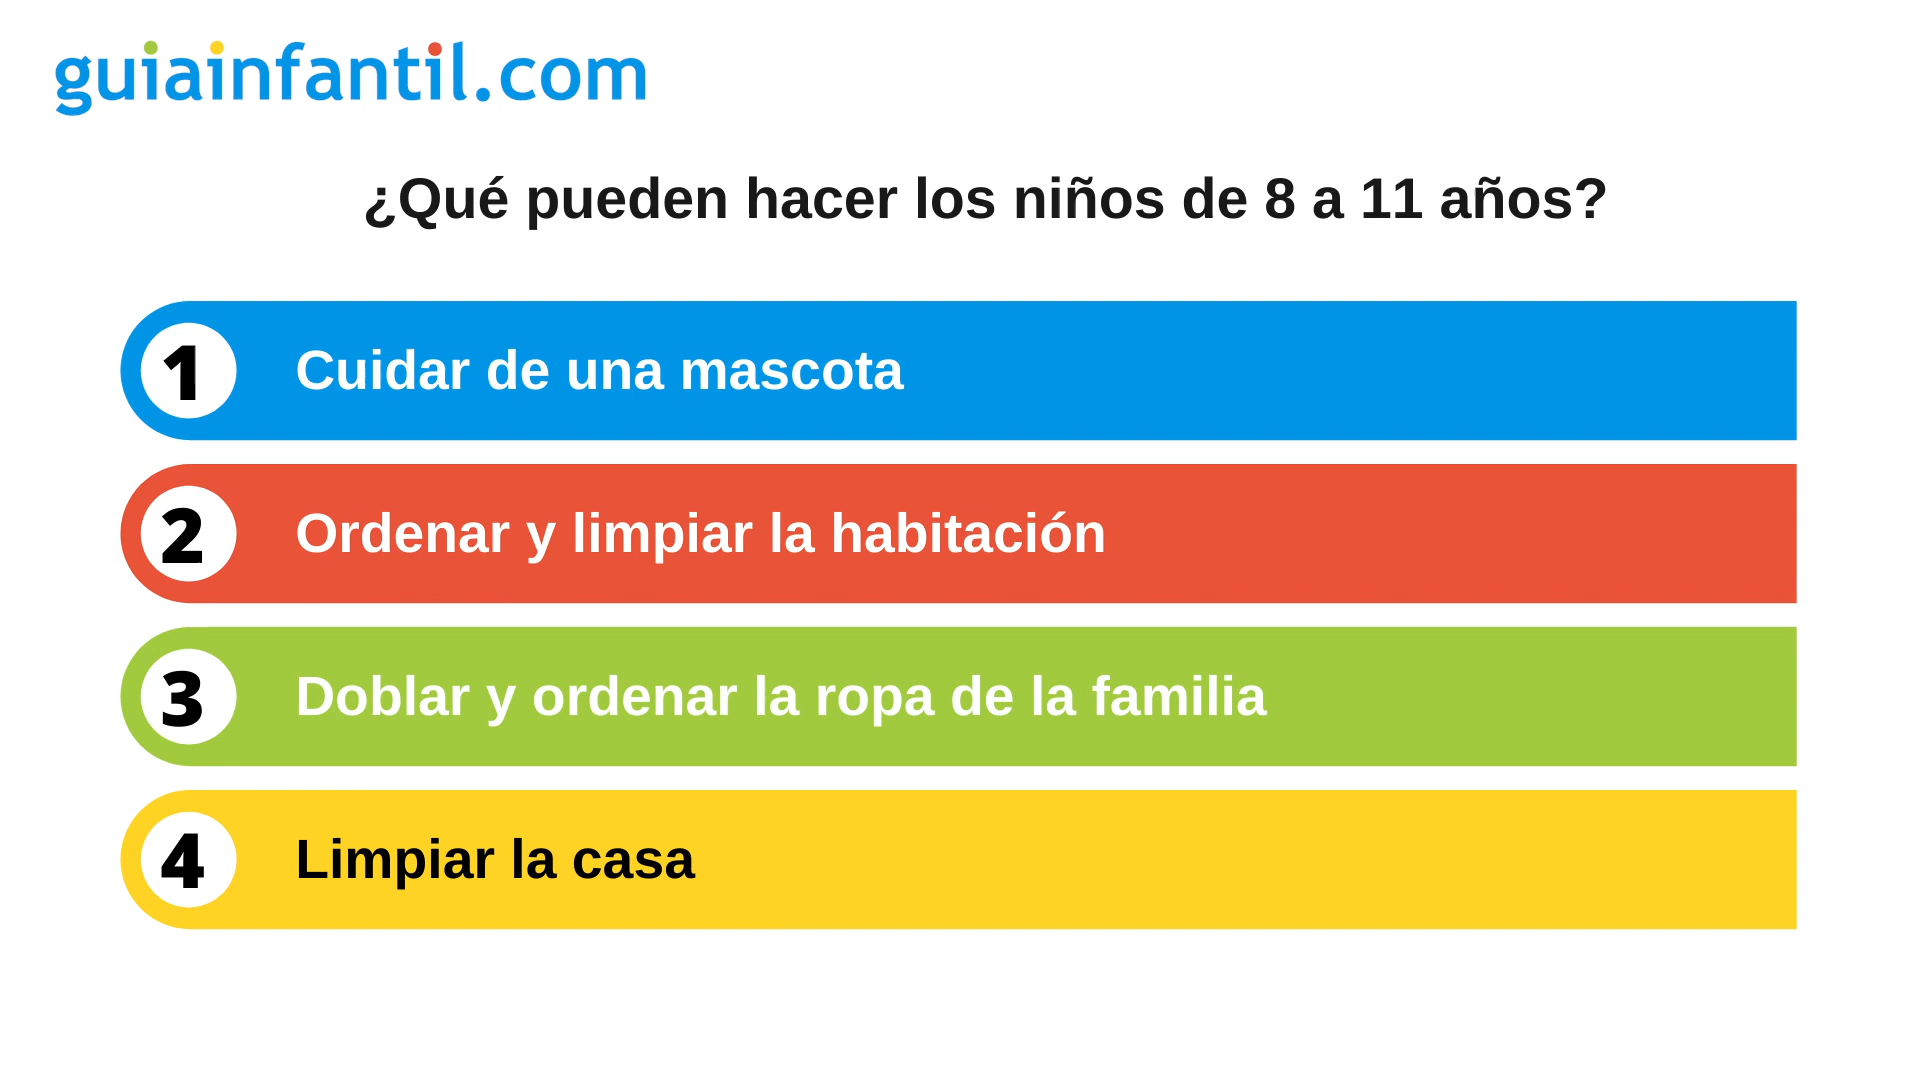 guiainfantil.com
¿Qué pueden hacer los niños de 8 a 11 años?
1 Cuidar de una mascota
2 Ordenar y limpiar la habitación
3 Doblar y ordenar la ropa de la familia
4 Limpiar la casa